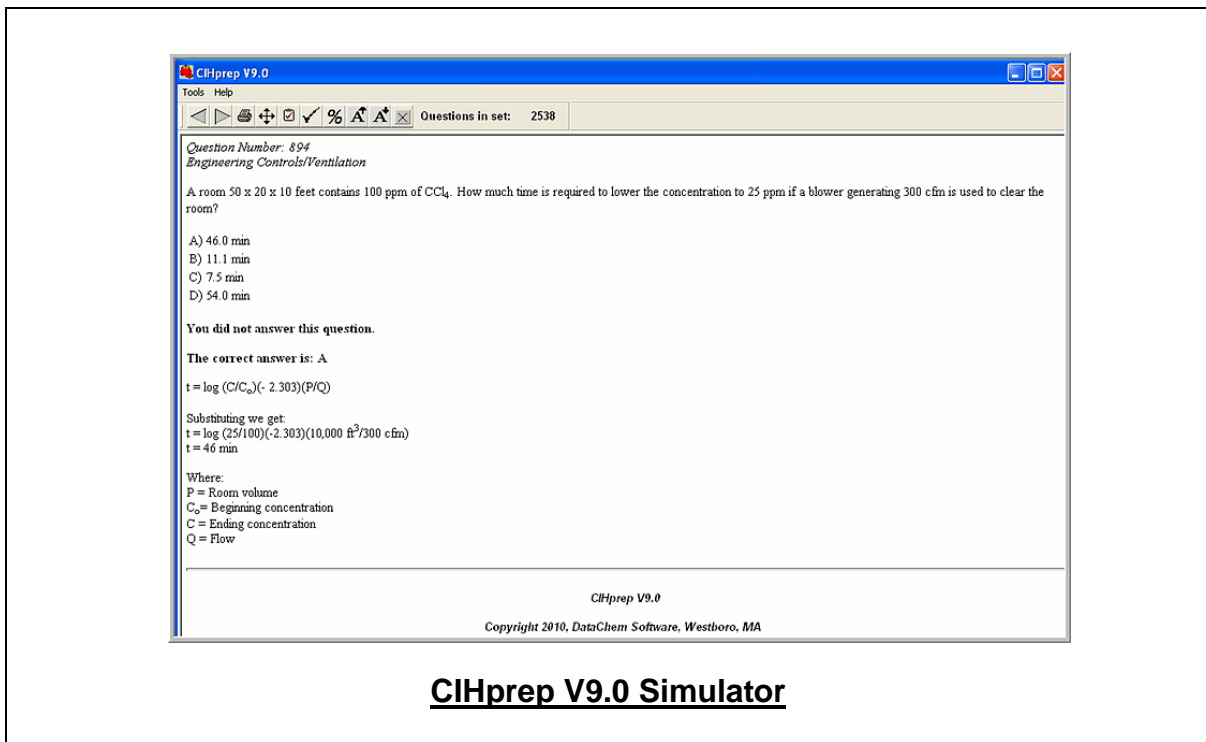 CIHprep V9.0
Tools Help
% A A Questions in set: 2538
Question Number: 894
Engineering Controls/Ventilation
A room 50 x 20 x 10 feet contains 100 ppm of CCl₄. How much time is required to lower the concentration to 25 ppm if a blower generating 300 cfm is used to clear the
room?
A) 46.0 min
B) 11.1 min
C) 7.5 min
D) 54.0 min
You did not answer this question.
The correct answer is: A
t = log (C/Cₒ)(- 2.303)(P/Q)
Substituting we get:
t = log (25/100)(-2.303)(10,000 ft³/300 cfm)
t = 46 min
Where:
P = Room volume
Cₒ= Beginning concentration
C = Ending concentration
Q = Flow
CIHprep V9.0
Copyright 2010, DataChem Software, Westboro, MA
CIHprep V9.0 Simulator